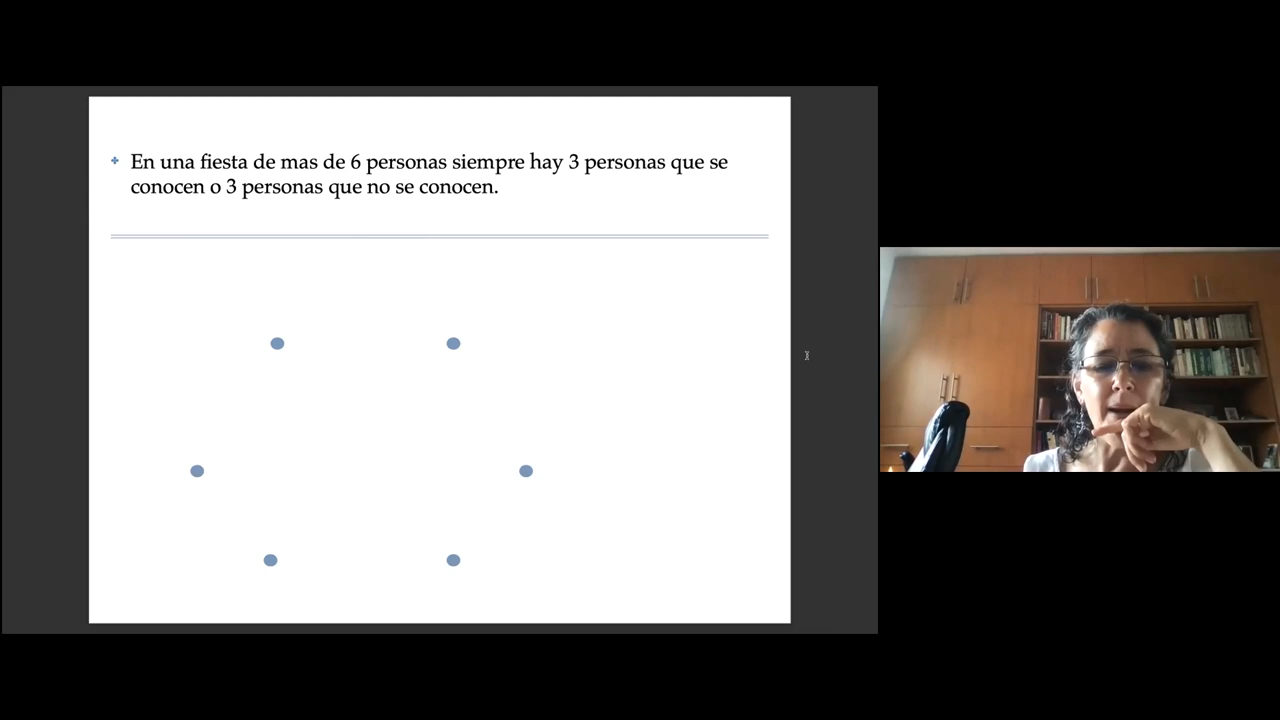 En una fiesta de mas de 6 personas siempre hay 3 personas que se
conocen o 3 personas que no se conocen.